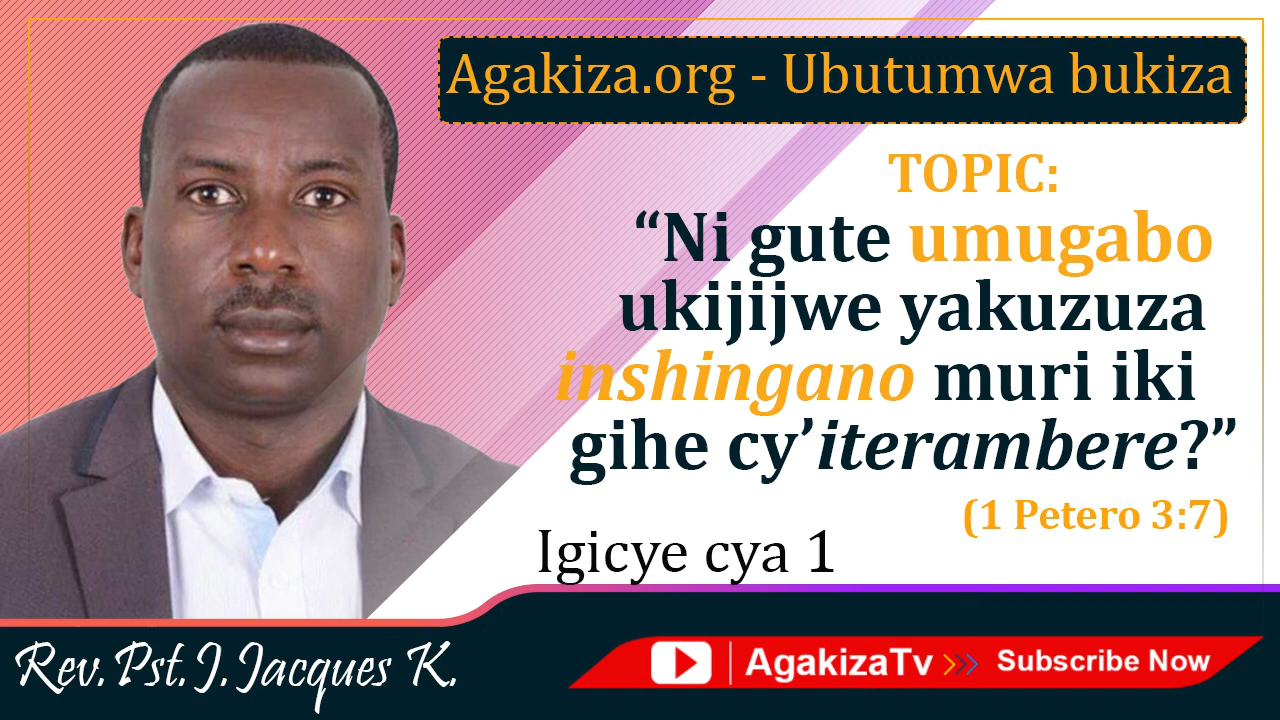 Agakiza.org - Ubutumwa bukiza
TOPIC:
“Ni gute umugabo
ukijijwe yakuzuza
inshingano muri iki
gihe cy’iterambere?”
(1 Petero 3:7)
Igicye cya 1
Rev. Pst. J. Jacques K.
AgakizaTv >>> Subscribe Now